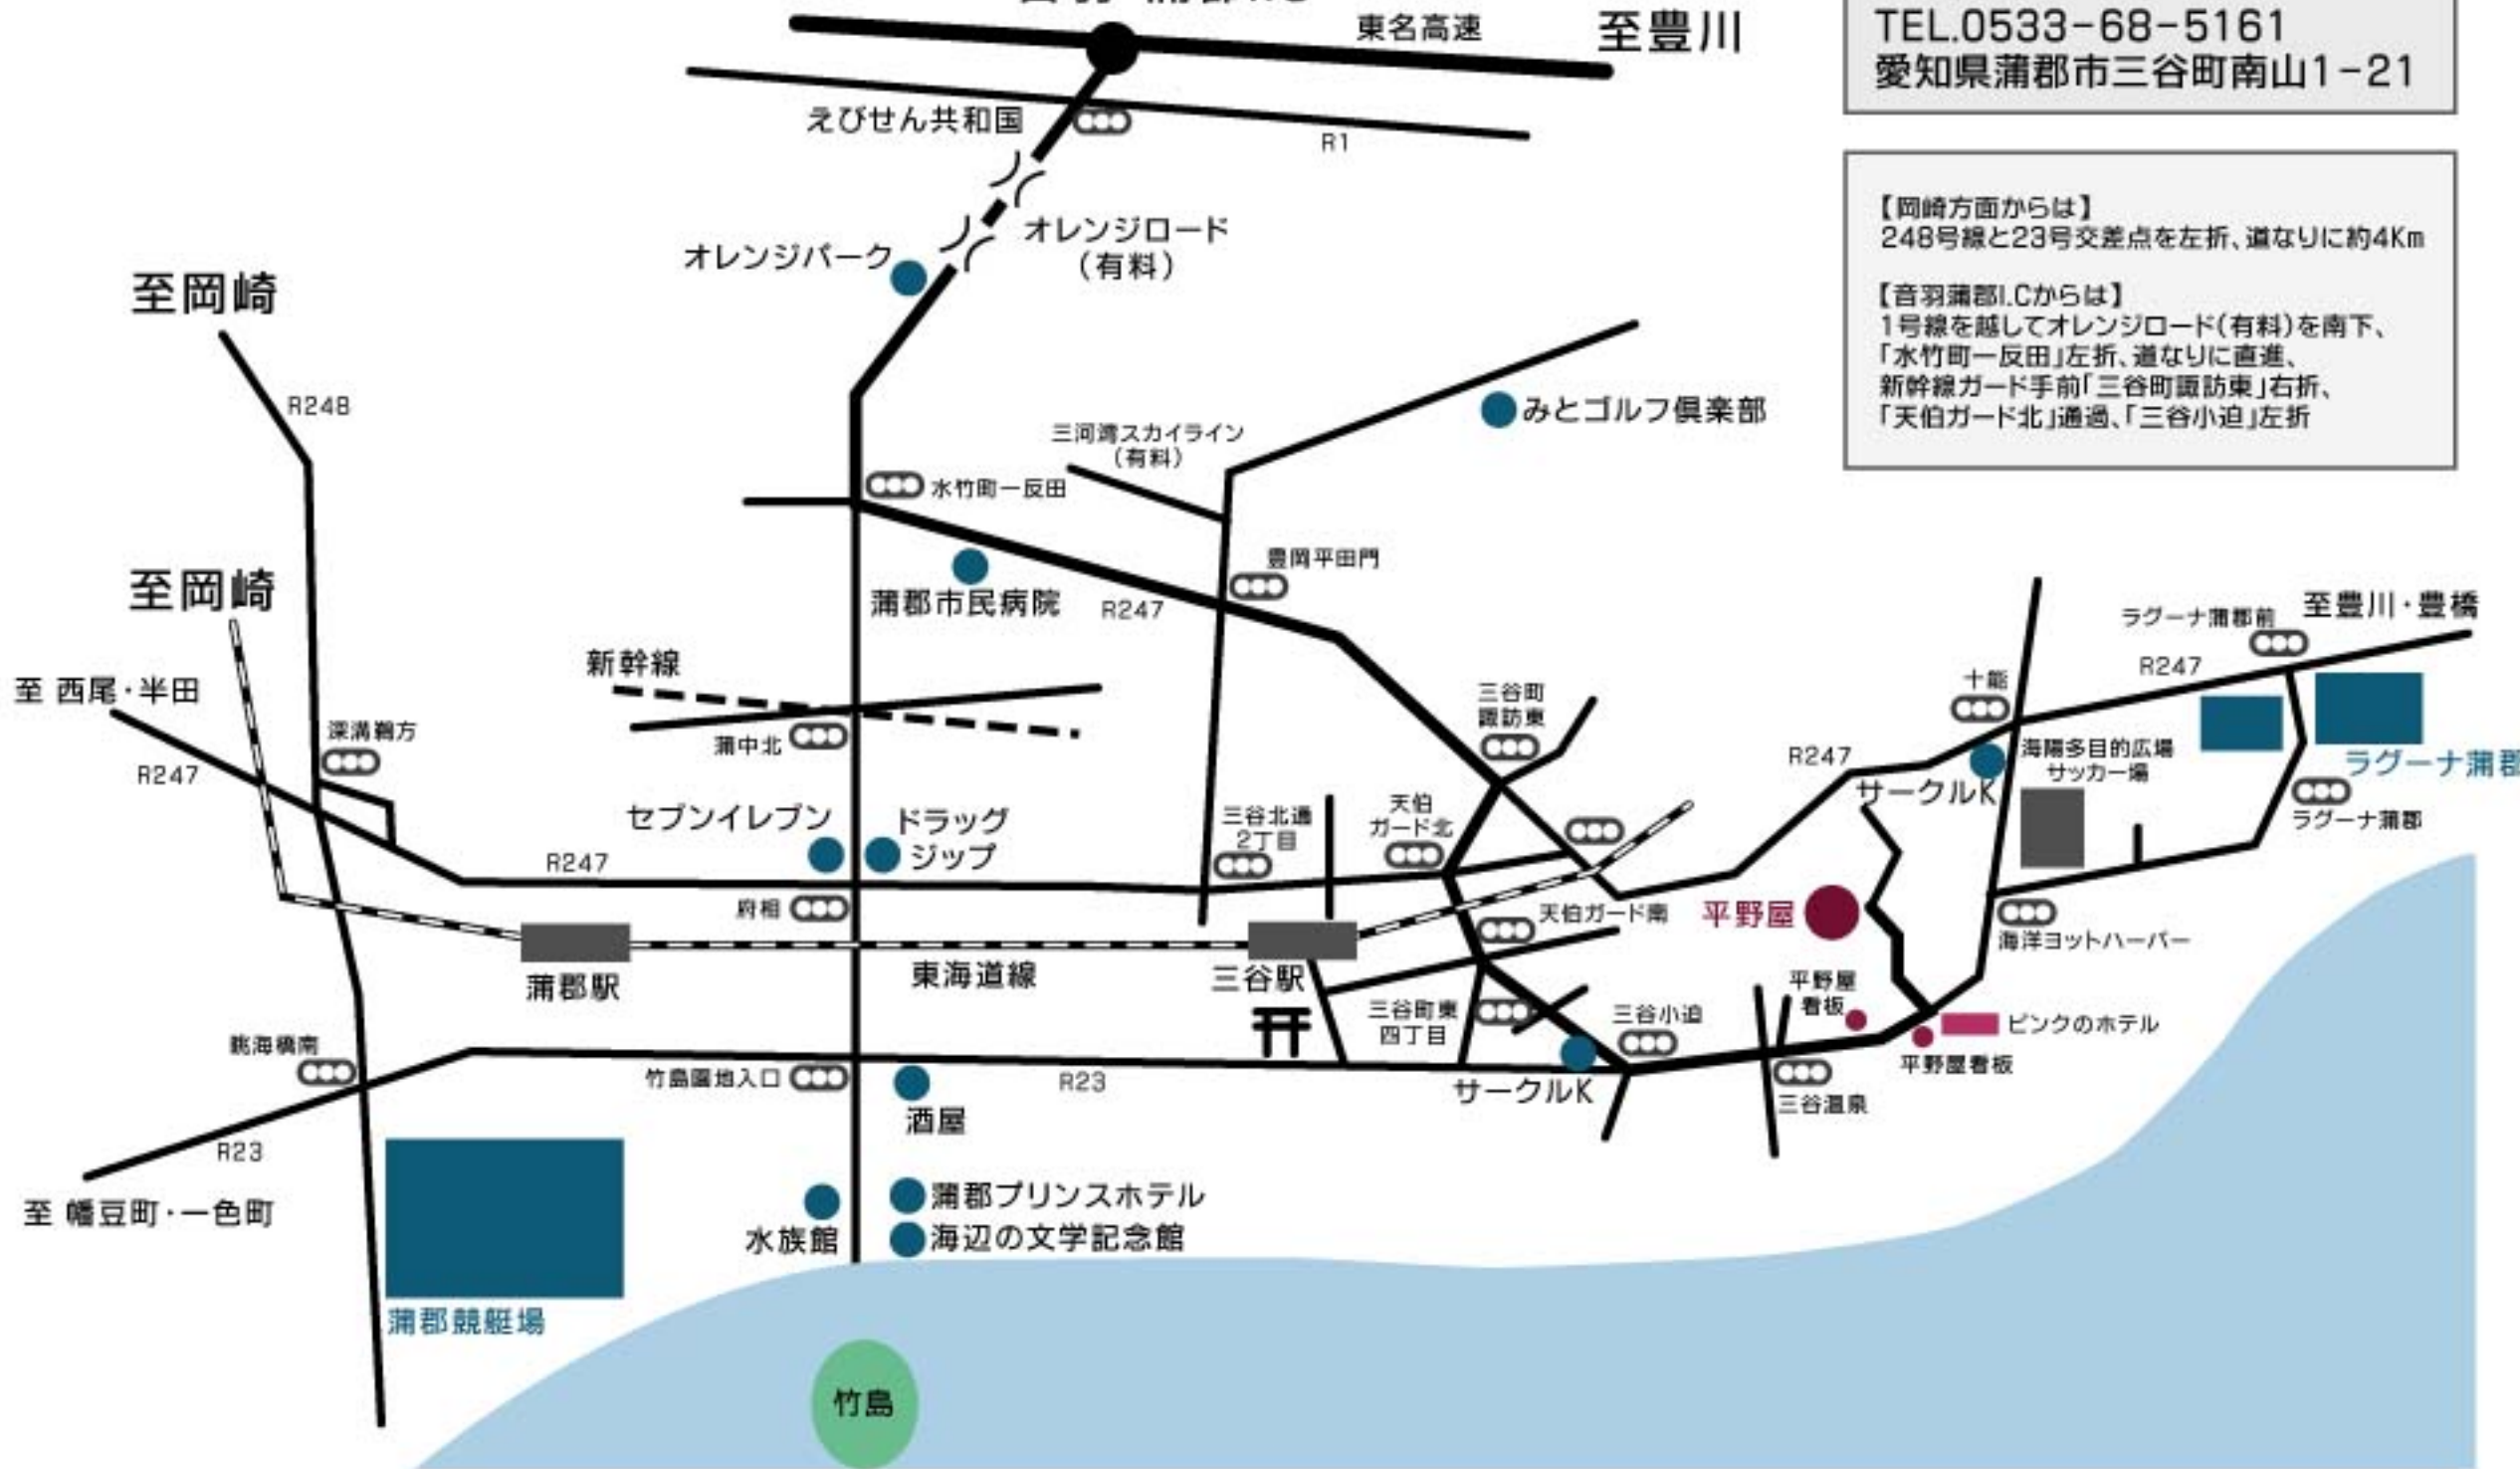 東名高速
至豊川
TEL.0533-68-5161
愛知県蒲郡市三谷町南山1-21
えびせん共和国
R1
オレンジロード
（有料）
オレンジパーク
【岡崎方面からは】
248号線と23号交差点を左折、道なりに約4Km
【音羽蒲郡I.Cからは】
1号線を越してオレンジロード（有料）を南下、
「水竹町一反田」左折、道なりに直進、
新幹線ガード手前「三谷町諏訪東」右折、
「天伯ガード北」通過、「三谷小迫」左折
至岡崎
R248
みとゴルフ倶楽部
三河湾スカイライン
（有料）
水竹町一反田
豊岡平田門
蒲郡市民病院
R247
至岡崎
新幹線
至 西尾・半田
R247
深溝鞘方
蒲中北
三谷町
諏訪東
十能
ラグーナ蒲郡前
至豊川・豊橋
R247
R247
海陽多目的広場
サッカー場
サークルK
ラグーナ蒲郡
ラグーナ蒲郡
セブンイレブン
ドラッグ
ジップ
三谷北通
2丁目
天伯
ガード北
R247
府相
天伯ガード南
平野屋
海洋ヨットハーバー
蒲郡駅
東海道線
三谷駅
三谷町東
四丁目
三谷小迫
平野屋
看板
ピンクのホテル
平野屋看板
眺海橋南
竹島園地入口
R23
サークルK
三谷温泉
酒屋
R23
至 幡豆町・一色町
水族館
蒲郡プリンスホテル
海辺の文学記念館
蒲郡競艇場
竹島